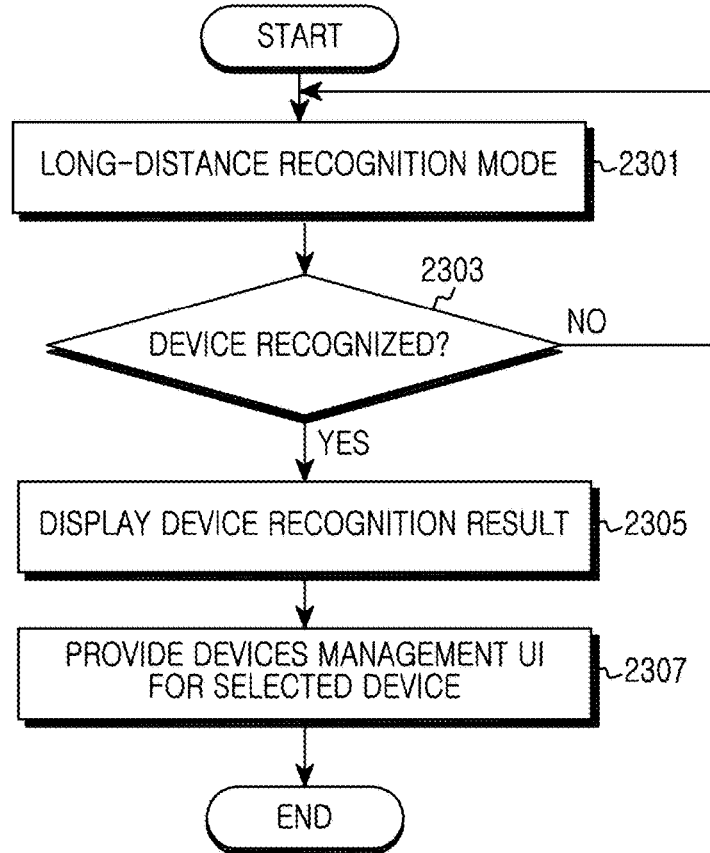 START
LONG-DISTANCE RECOGNITION MODE
2301
2303
DEVICE RECOGNIZED?
NO
YES
DISPLAY DEVICE RECOGNITION RESULT
2305
PROVIDE DEVICES MANAGEMENT UI
FOR SELECTED DEVICE
2307
END